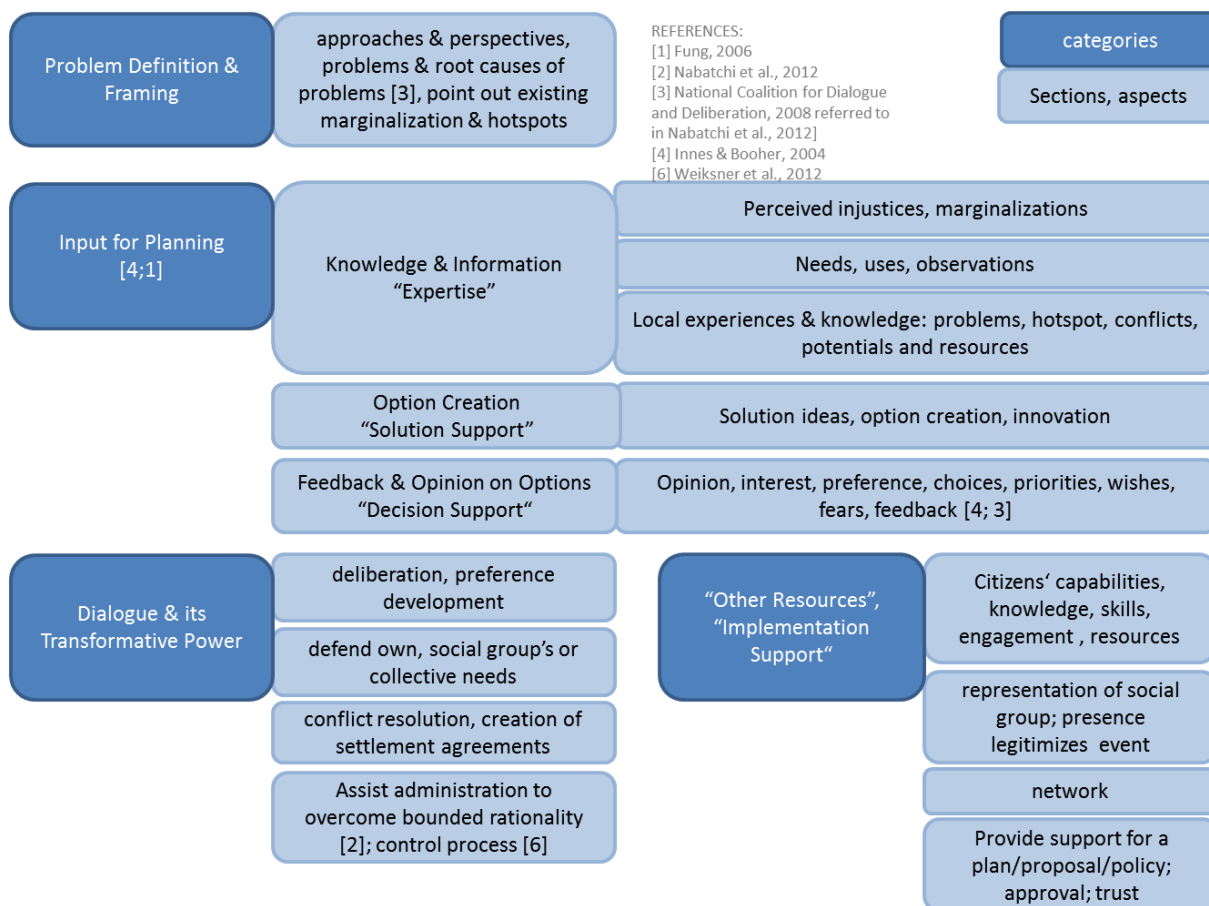 Problem Definition &
Framing
approaches & perspectives,
problems & root causes of
problems [3], point out existing
marginalization & hotspots
REFERENCES:
[1] Fung, 2006
[2] Nabatchi et al., 2012
[3] National Coalition for Dialogue
and Deliberation, 2008 referred to
in Nabatchi et al., 2012]
[4] Innes & Booher, 2004
[6] Weiksner et al., 2012
categories
Sections, aspects
Input for Planning
[4;1]
Knowledge & Information
“Expertise”
Perceived injustices, marginalizations
Needs, uses, observations
Local experiences & knowledge: problems, hotspot, conflicts,
potentials and resources
Option Creation
“Solution Support”
Solution ideas, option creation, innovation
Feedback & Opinion on Options
“Decision Support“
Opinion, interest, preference, choices, priorities, wishes,
fears, feedback [4; 3]
Dialogue & its
Transformative Power
deliberation, preference
development
defend own, social group’s or
collective needs
conflict resolution, creation of
settlement agreements
Assist administration to
overcome bounded rationality
[2]; control process [6]
“Other Resources”,
“Implementation
Support“
Citizens‘ capabilities,
knowledge, skills,
engagement , resources
representation of social
group; presence
legitimizes event
network
Provide support for a
plan/proposal/policy;
approval; trust